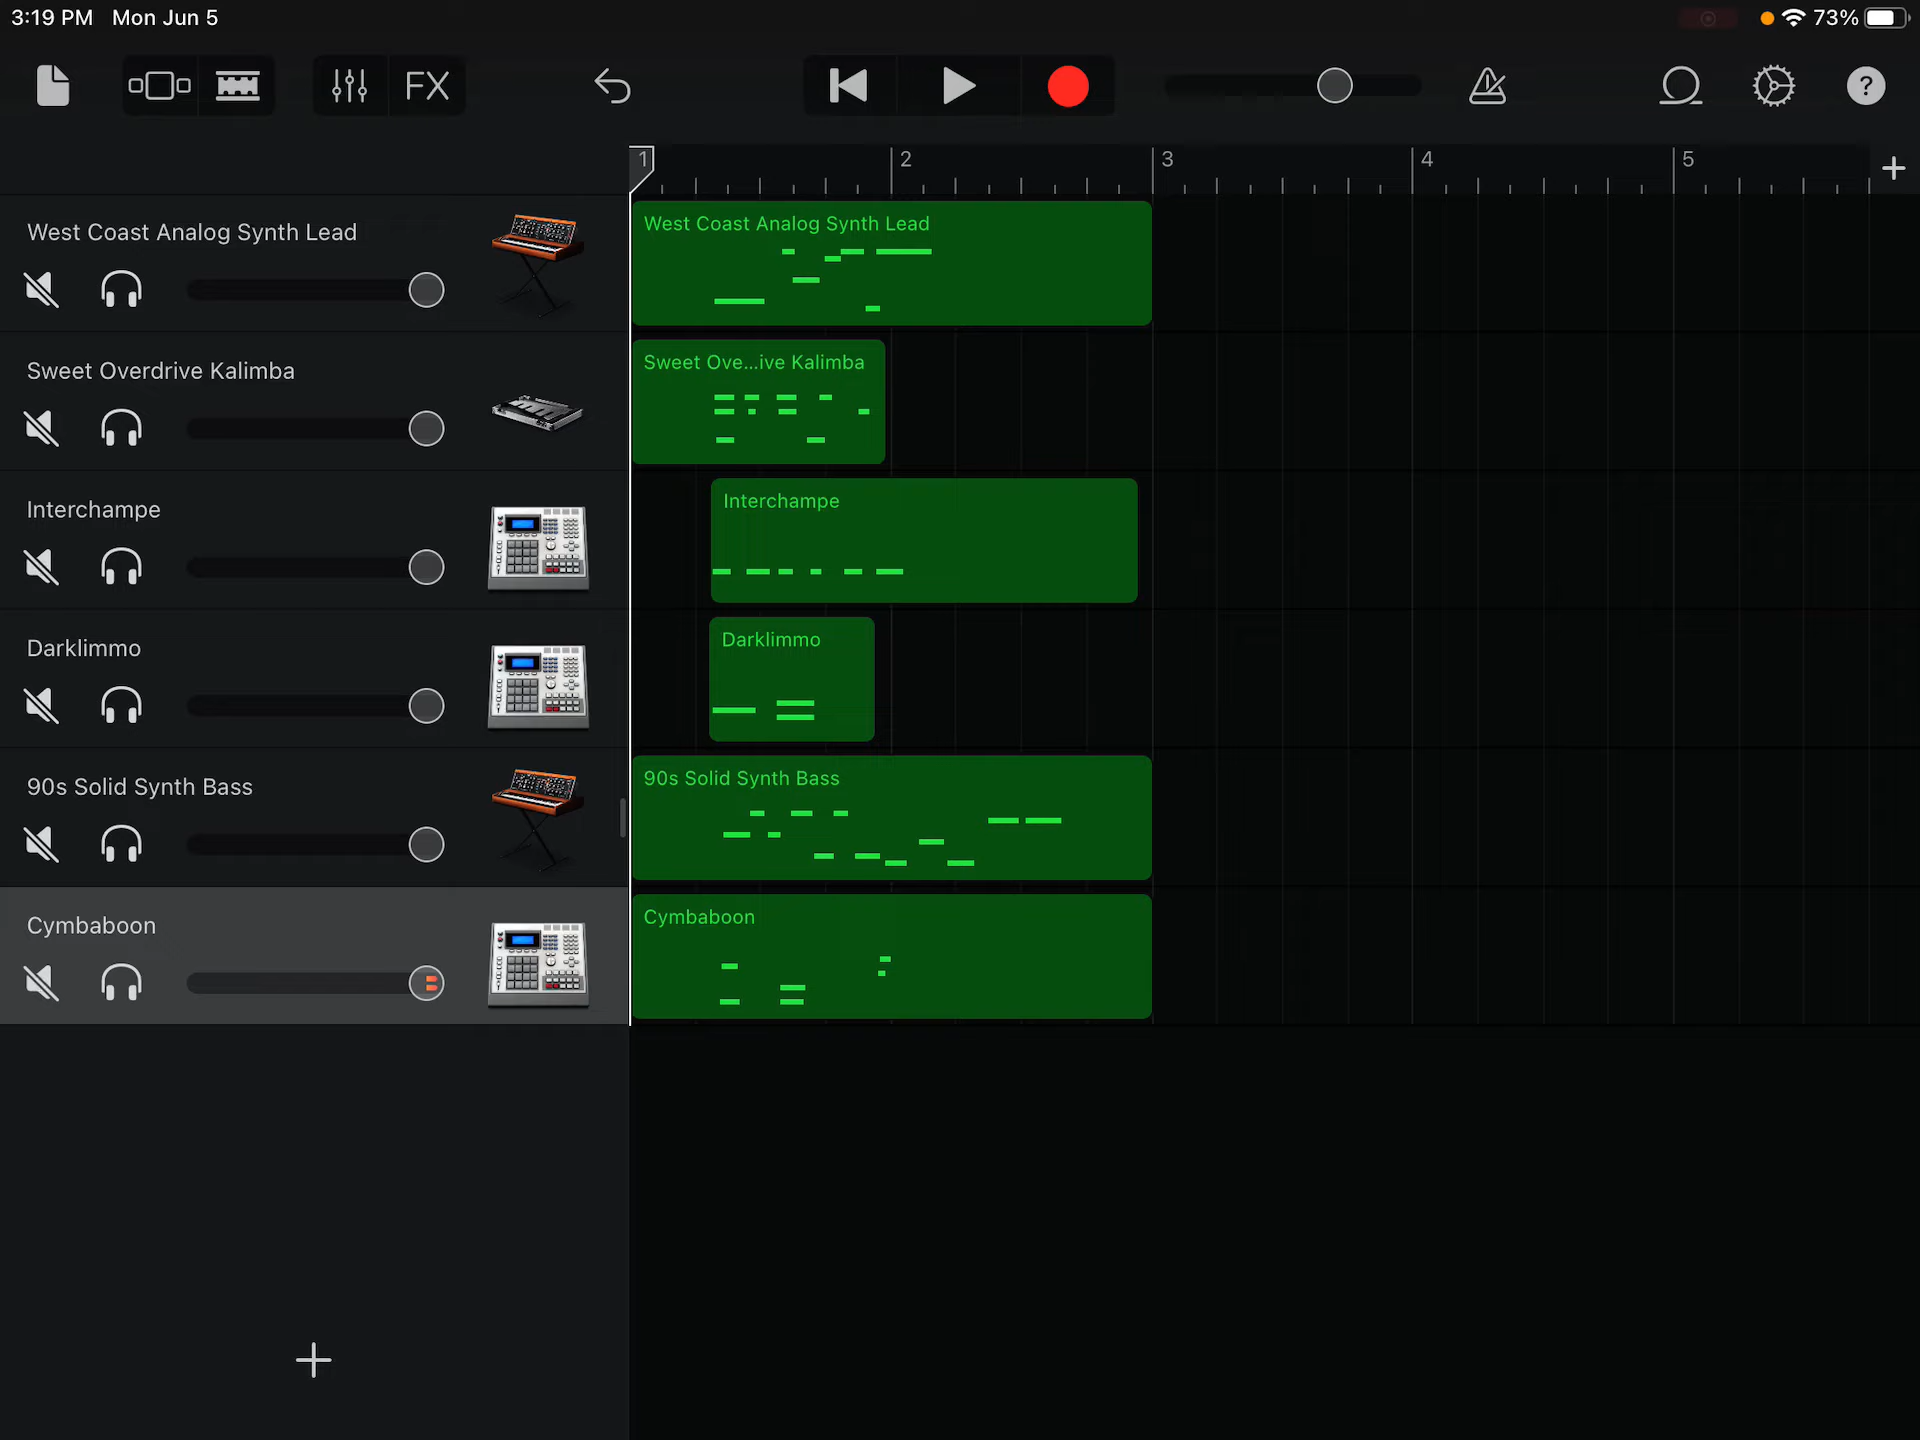 3:19 PM Mon Jun 5 73%
FX ?
1 2 3 4 5
West Coast Analog Synth Lead
West Coast Analog Synth Lead
Sweet Overdrive Kalimba
Sweet Ove...ive Kalimba
Interchampe
Interchampe
Darklimmo
Darklimmo
90s Solid Synth Bass
90s Solid Synth Bass
Cymbaboon
Cymbaboon